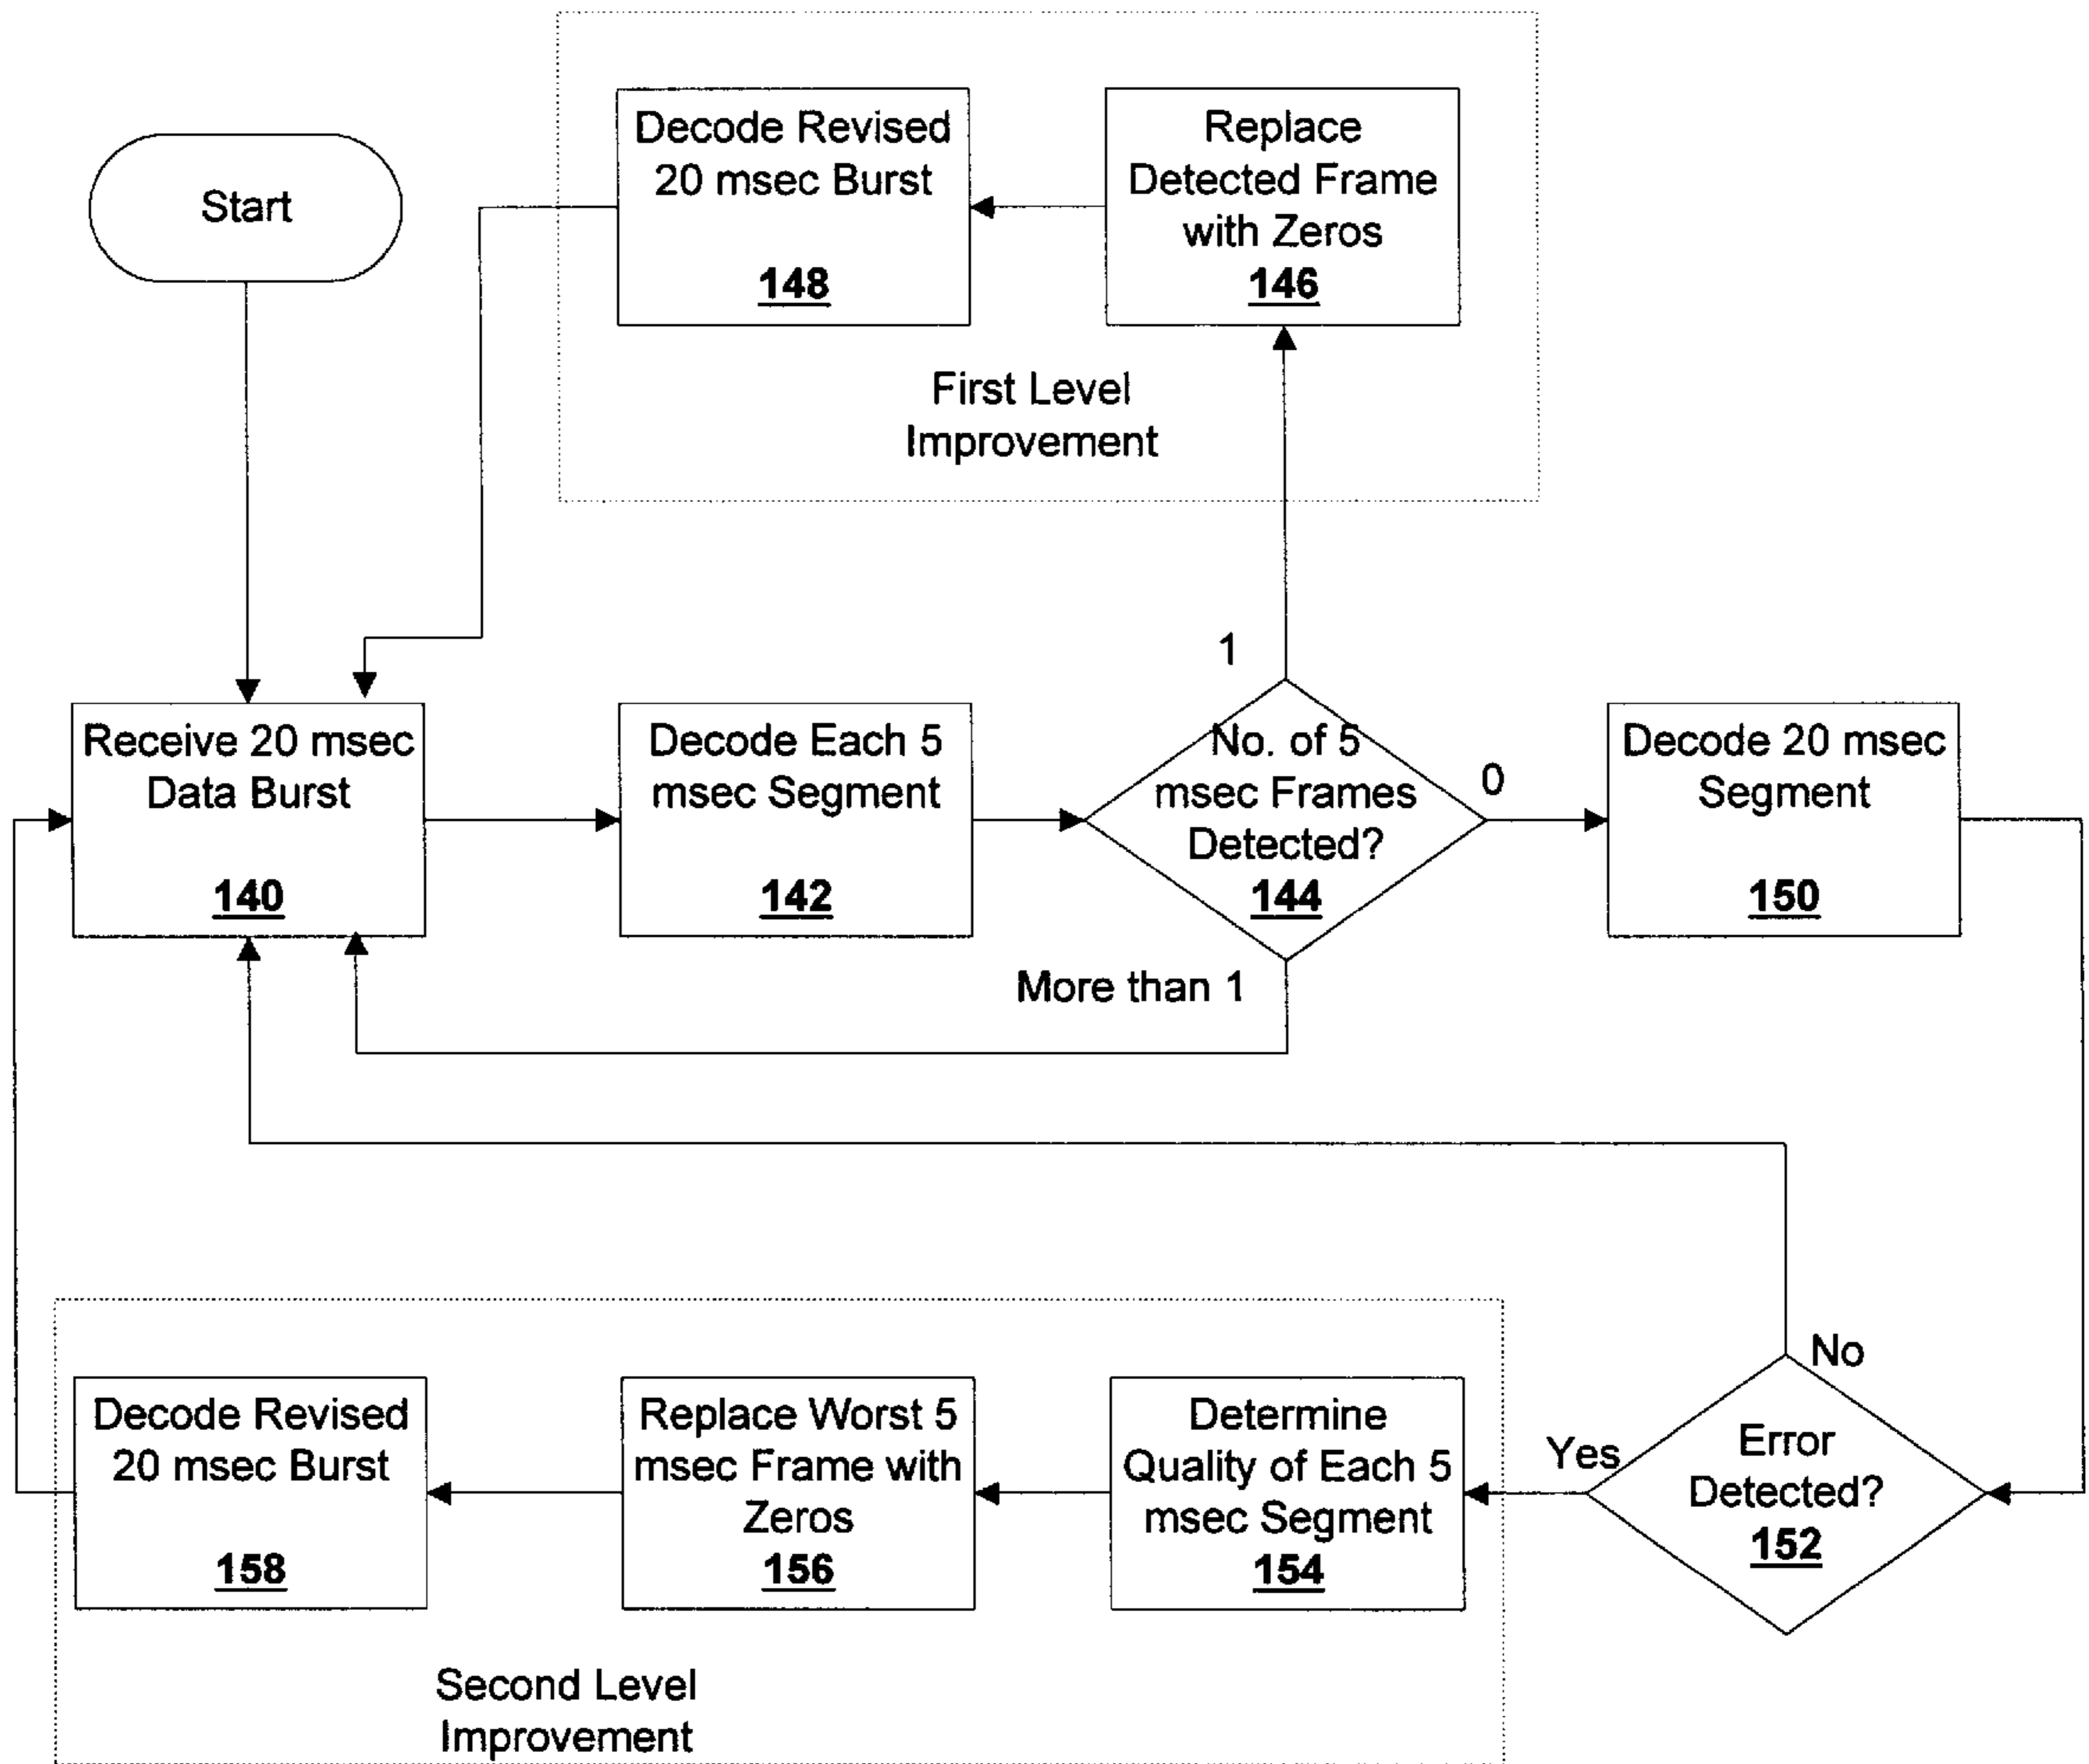 Decode Revised
20 msec Burst
148
Replace
Detected Frame
with Zeros
146
Start
First Level
Improvement
1
Receive 20 msec
Data Burst
140
Decode Each 5
msec Segment
142
No. of 5
msec Frames
Detected?
144
0
Decode 20 msec
Segment
150
More than 1
No
Decode Revised
20 msec Burst
158
Replace Worst 5
msec Frame with
Zeros
156
Determine
Quality of Each 5
msec Segment
154
Yes
Error
Detected?
152
Second Level
Improvement